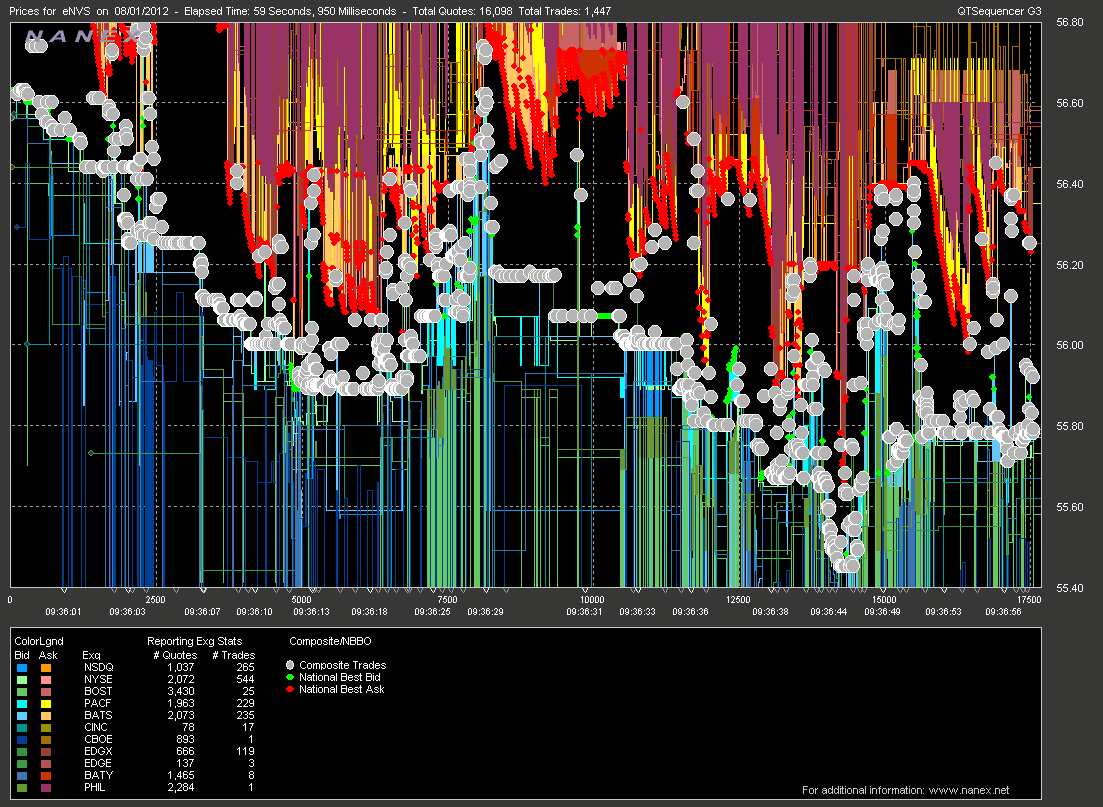 Prices for eNVS on 08/01/2012 - Elapsed Time: 59 Seconds, 950 Milliseconds - Total Quotes: 16,098 Total Trades: 1,447
QTSequencer G3
NANEX
56.80
56.60
56.40
56.20
56.00
55.80
55.60
55.40
0 2500 5000 7500 10000 12500 15000 17500
09:36:01 09:36:03 09:36:07 09:36:10 09:36:13 09:36:18 09:36:25 09:36:29 09:36:31 09:36:33 09:36:36 09:36:38 09:36:44 09:36:49 09:36:53 09:36:56
ColorLgnd Reporting Exg Stats Composite/NBBO
Bid Ask Exq # Quotes # Trades
NSDQ 1,037 265
NYSE 2,072 544
BOST 3,430 25
PACF 1,963 229
BATS 2,073 235
CINC 78 17
CBOE 893 1
EDGX 666 119
EDGE 137 3
BATY 1,465 8
PHIL 2,284 1
Composite Trades
National Best Bid
National Best Ask
For additional information: www.nanex.net